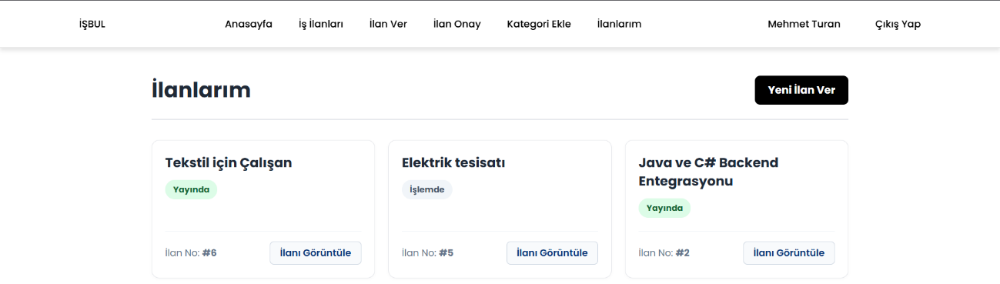 İŞBUL Anasayfa İş İlanları İlan Ver İlan Onay Kategori Ekle İlanlarım Mehmet Turan Çıkış Yap
İlanlarım
Yeni İlan Ver
Tekstil için Çalışan
Yayında
İlan No: #6
İlanı Görüntüle
Elektrik tesisatı
İşlemde
İlan No: #5
İlanı Görüntüle
Java ve C# Backend
Entegrasyonu
Yayında
İlan No: #2
İlanı Görüntüle